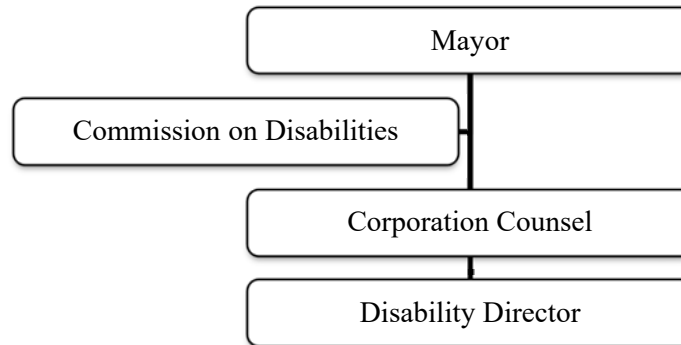 Mayor
Commission on Disabilities
Corporation Counsel
Disability Director